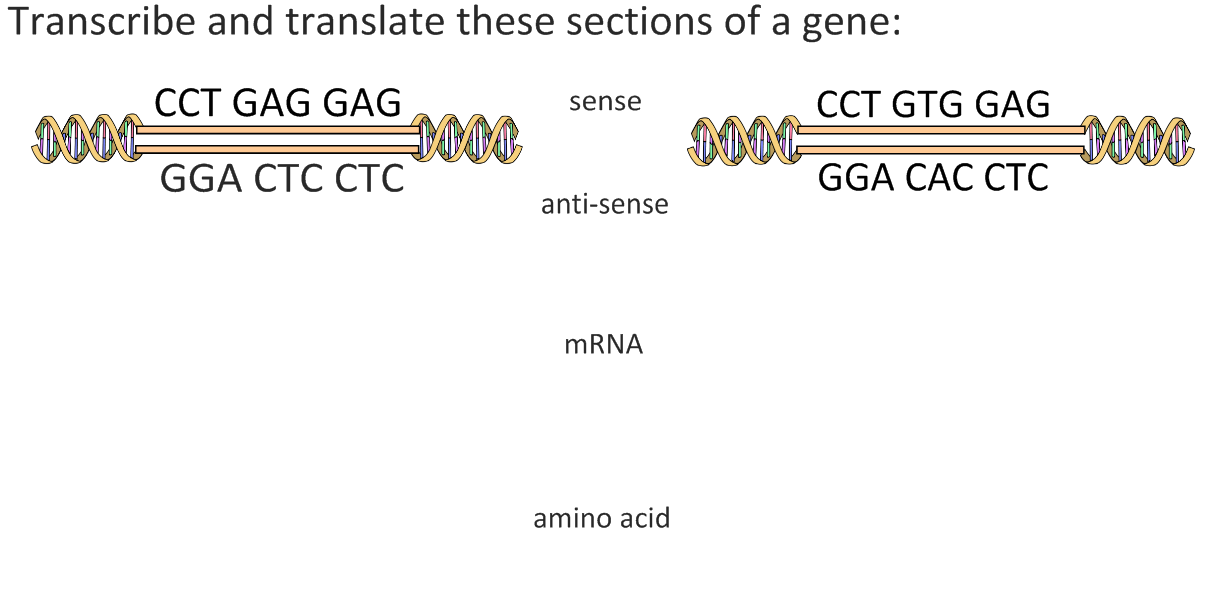 Transcribe and translate these sections of a gene:
CCT GAG GAG
sense
CCT GTG GAG
GGA CTC CTC
anti-sense
GGA CAC CTC
mRNA
amino acid